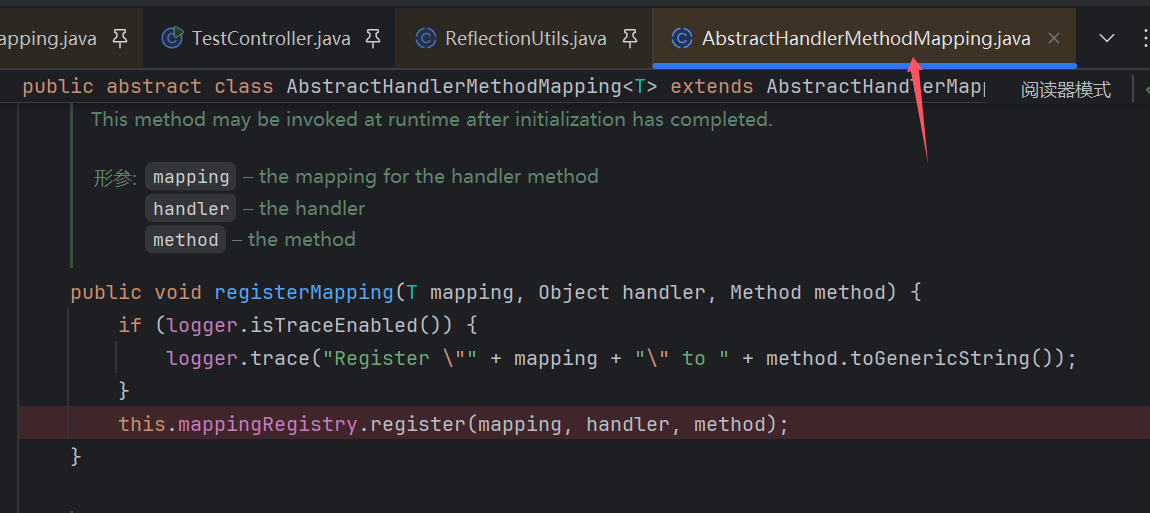 apping.java TestController.java ReflectionUtils.java AbstractHandlerMethodMapping.java
public abstract class AbstractHandlerMethodMapping<T> extends AbstractHandlerMapp 阅读器模式
This method may be invoked at runtime after initialization has completed.
形参: mapping – the mapping for the handler method
handler – the handler
method – the method
public void registerMapping(T mapping, Object handler, Method method) {
if (logger.isTraceEnabled()) {
logger.trace("Register \"" + mapping + "\" to " + method.toGenericString());
}
this.mappingRegistry.register(mapping, handler, method);
}